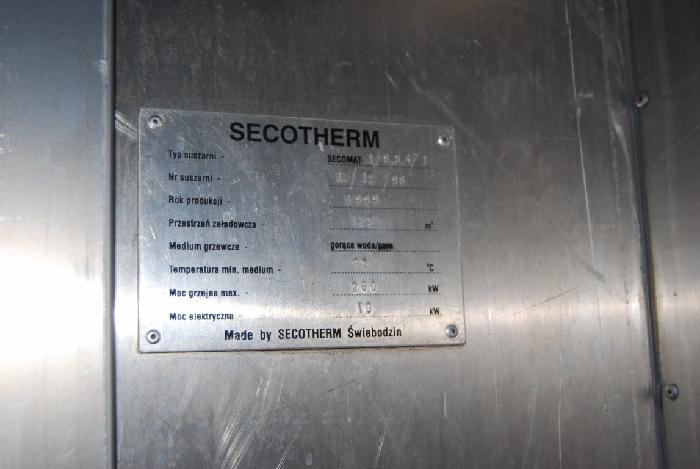 SECOTHERM
Typ suszarni - SECOMAT-
Nr suszarni -
Rok produkcji -
Przestrzeń załadowcza - m³
Medium grzewcze- gorąca woda/para
Temperatura min. medium - °C
Moc grzejna max. - 260 kW
Moc elektryczna - kW
Made by SECOTHERM Świebodzin